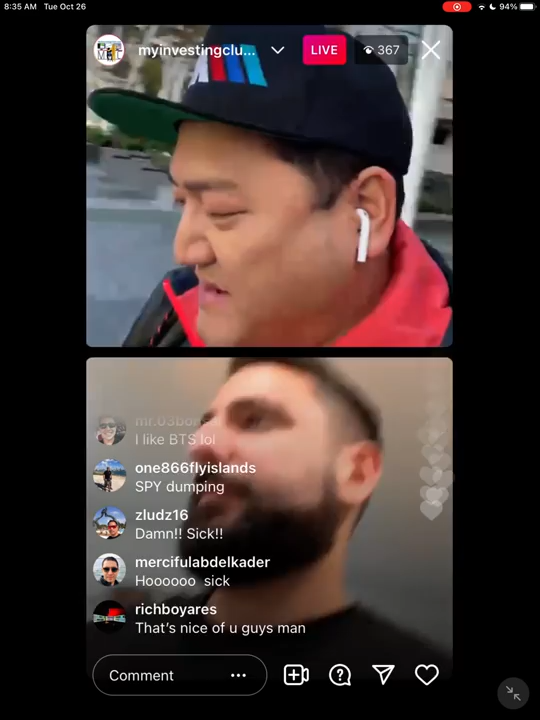 8:35 AM Tue Oct 26
94%
myinvestingclu...
LIVE
367
I like BTS lol
one866flyislands
SPY dumping
zludz16
Damn!! Sick!!
mercifulabdelkader
Hoooooo sick
richboyares
That's nice of u guys man
Comment